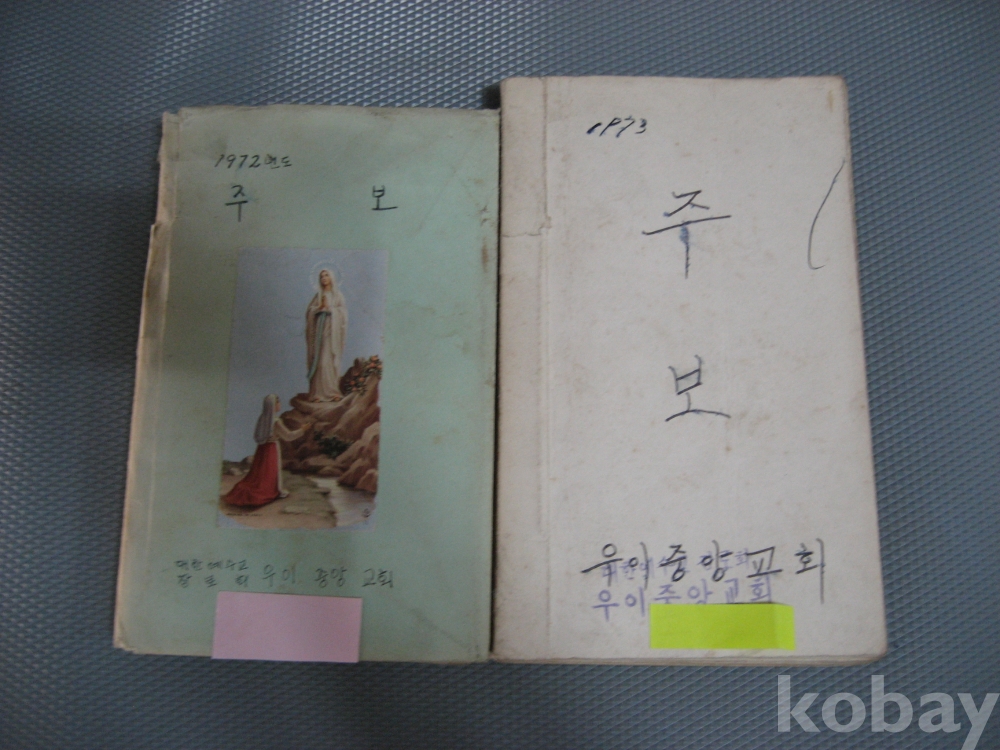 1972년도
주 보
대한예수교
장로회 우이 중앙 교회
1973
주
보
우이중앙교회
우이중앙교회
kobay